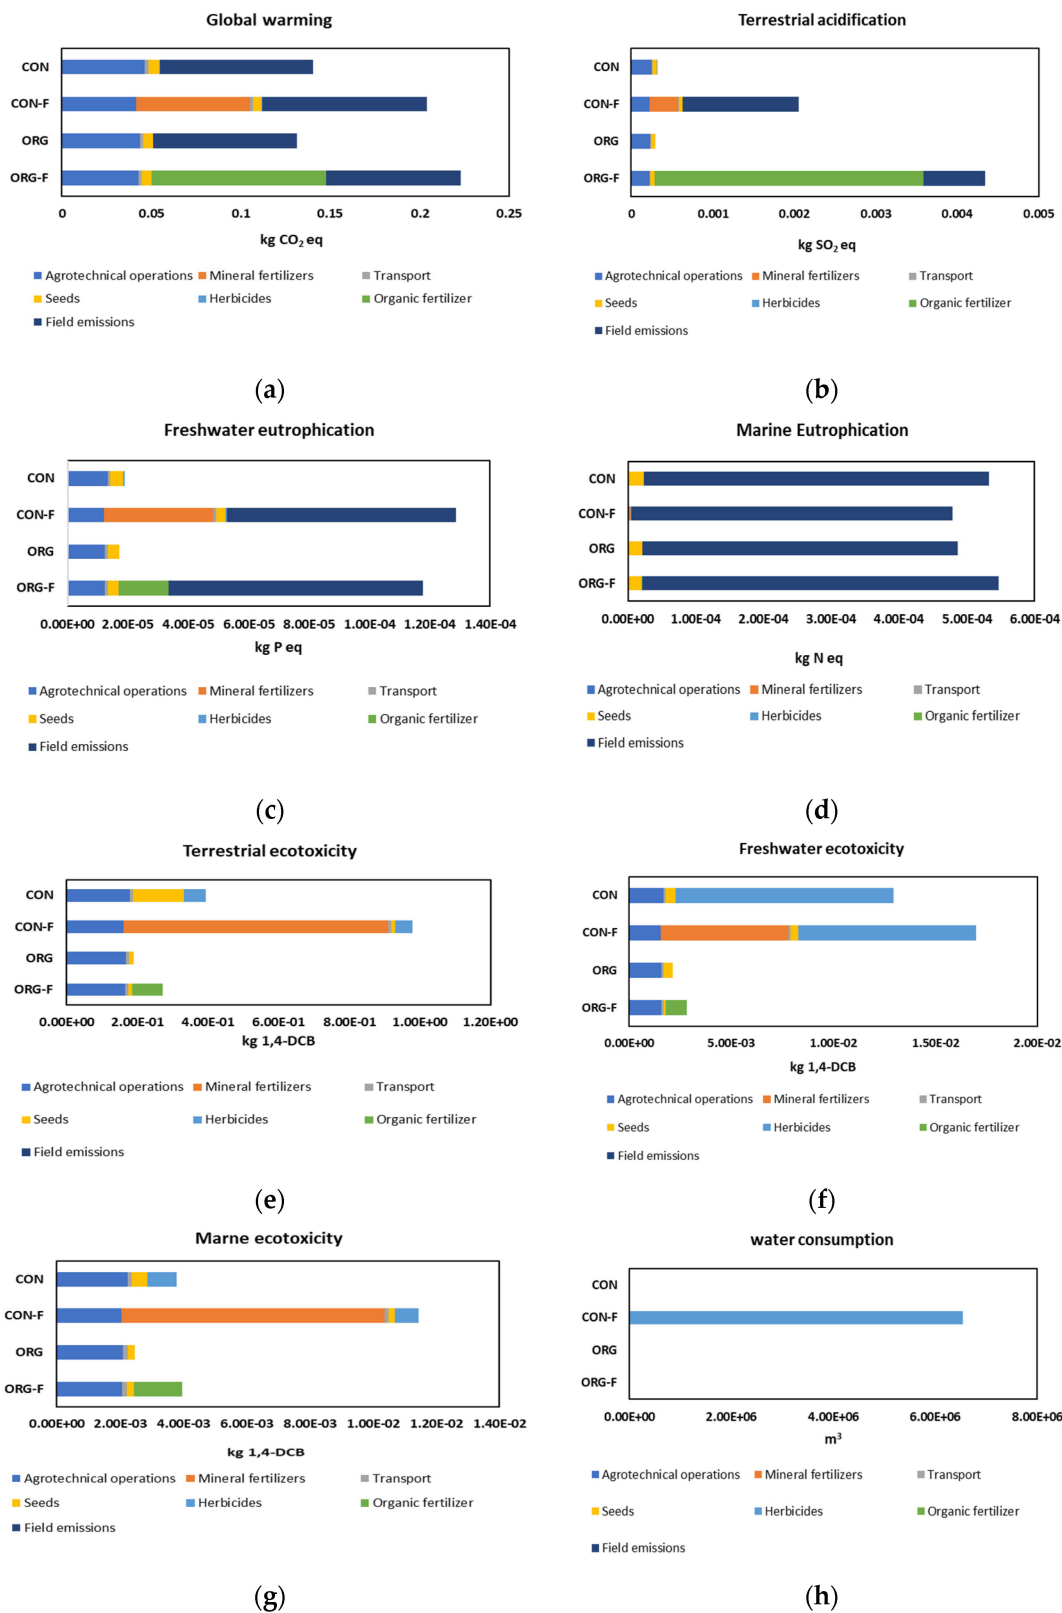 Global warming
CON
CON-F
ORG
ORG-F
0 0.05 0.1 0.15 0.2 0.25
kg CO₂ eq
Agrotechnical operations Mineral fertilizers Transport
Seeds Herbicides Organic fertilizer
Field emissions
(a)
Terrestrial acidification
CON
CON-F
ORG
ORG-F
0 0.001 0.002 0.003 0.004 0.005
kg SO₂ eq
Agrotechnical operations Mineral fertilizers Transport
Seeds Herbicides Organic fertilizer
Field emissions
(b)
Freshwater eutrophication
CON
CON-F
ORG
ORG-F
0.00E+00 2.00E-05 4.00E-05 6.00E-05 8.00E-05 1.00E-04 1.20E-04 1.40E-04
kg P eq
Agrotechnical operations Mineral fertilizers Transport
Seeds Herbicides Organic fertilizer
Field emissions
(c)
Marine Eutrophication
CON
CON-F
ORG
ORG-F
0.00E+00 1.00E-04 2.00E-04 3.00E-04 4.00E-04 5.00E-04 6.00E-04
kg N eq
Agrotechnical operations Mineral fertilizers Transport
Seeds Herbicides Organic fertilizer
Field emissions
(d)
Terrestrial ecotoxicity
CON
CON-F
ORG
ORG-F
0.00E+00 2.00E-01 4.00E-01 6.00E-01 8.00E-01 1.00E+00 1.20E+00
kg 1,4-DCB
Agrotechnical operations Mineral fertilizers Transport
Seeds Herbicides Organic fertilizer
Field emissions
(e)
Freshwater ecotoxicity
CON
CON-F
ORG
ORG-F
0.00E+00 5.00E-03 1.00E-02 1.50E-02 2.00E-02
kg 1,4-DCB
Agrotechnical operations Mineral fertilizers Transport
Seeds Herbicides Organic fertilizer
Field emissions
(f)
Marne ecotoxicity
CON
CON-F
ORG
ORG-F
0.00E+00 2.00E-03 4.00E-03 6.00E-03 8.00E-03 1.00E-02 1.20E-02 1.40E-02
kg 1,4-DCB
Agrotechnical operations Mineral fertilizers Transport
Seeds Herbicides Organic fertilizer
Field emissions
(g)
water consumption
CON
CON-F
ORG
ORG-F
0.00E+00 2.00E+06 4.00E+06 6.00E+06 8.00E+06
m³
Agrotechnical operations Mineral fertilizers Transport
Seeds Herbicides Organic fertilizer
Field emissions
(h)